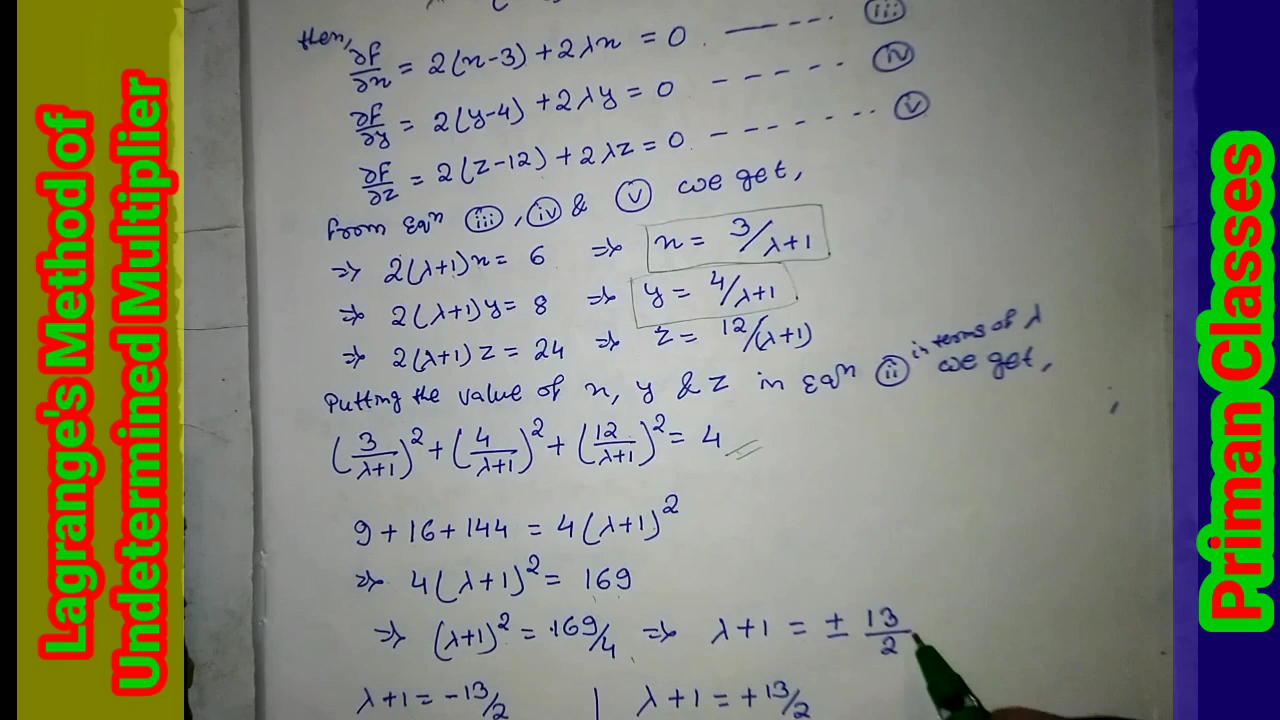 Lagrange's Method of
Undetermined Multiplier
then,
∂F/∂x = 2(x-3) + 2λx = 0. ------ (iii)
∂F/∂y = 2(y-4) + 2λy = 0 ------ (iv)
∂F/∂z = 2(z-12) + 2λz = 0. ------- (v)
Eqn (iii), (iv) & (v) we get,
⇒ 2(λ+1)x = 6 ⇒ x = 3/λ+1
⇒ 2(λ+1)y = 8 ⇒ y = 4/λ+1
⇒ 2(λ+1)z = 24 ⇒ z = 12/(λ+1)
Putting the value of x, y & z in Eqn (ii) in terms of λ we get,
(3/λ+1)² + (4/λ+1)² + (12/λ+1)² = 4
9+16+144 = 4(λ+1)²
⇒ 4(λ+1)² = 169
⇒ (λ+1)² = 169/4 ⇒ λ+1 = ± 13/2
λ+1 = -13/2 | λ+1 = +13/2
Priman Classes